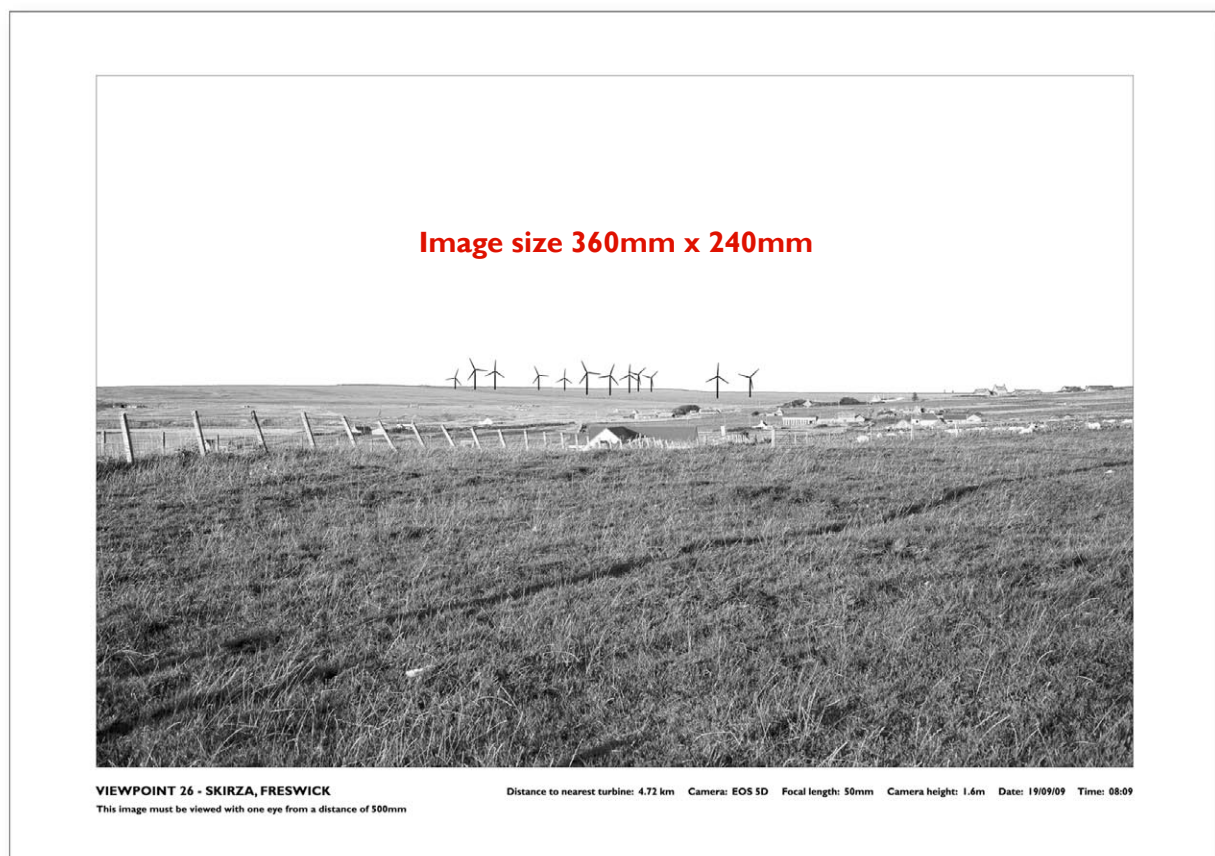 Image size 360mm x 240mm
VIEWPOINT 26 - SKIRZA, FRESWICK
Distance to nearest turbine: 4.72 km Camera: EOS 5D Focal length: 50mm Camera height: 1.6m Date: 19/09/09 Time: 08:09
This image must be viewed with one eye from a distance of 500mm